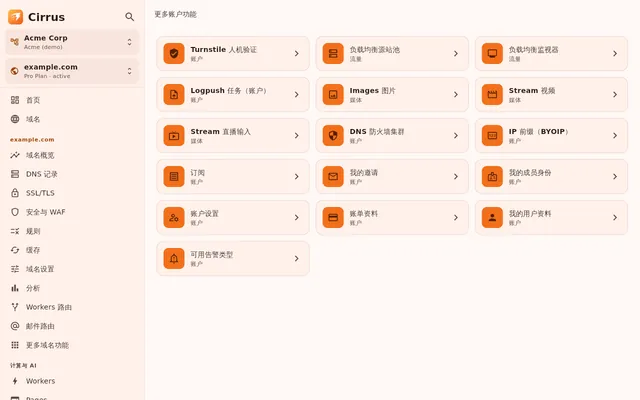 Cirrus
Acme Corp
Acme (demo)
example.com
Pro Plan · active
首页
域名
example.com
域名概览
DNS 记录
SSL/TLS
安全与 WAF
规则
缓存
域名设置
分析
Workers 路由
邮件路由
更多域名功能
计算与 AI
Workers
Pages
更多账户功能
Turnstile 人机验证
账户
负载均衡源站池
流量
负载均衡监视器
流量
Logpush 任务（账户）
账户
Images 图片
媒体
Stream 视频
媒体
Stream 直播输入
媒体
DNS 防火墙集群
账户
IP 前缀（BYOIP）
账户
订阅
账户
我的邀请
账户
我的成员身份
账户
账户设置
账户
账单资料
账户
我的用户资料
账户
可用告警类型
账户